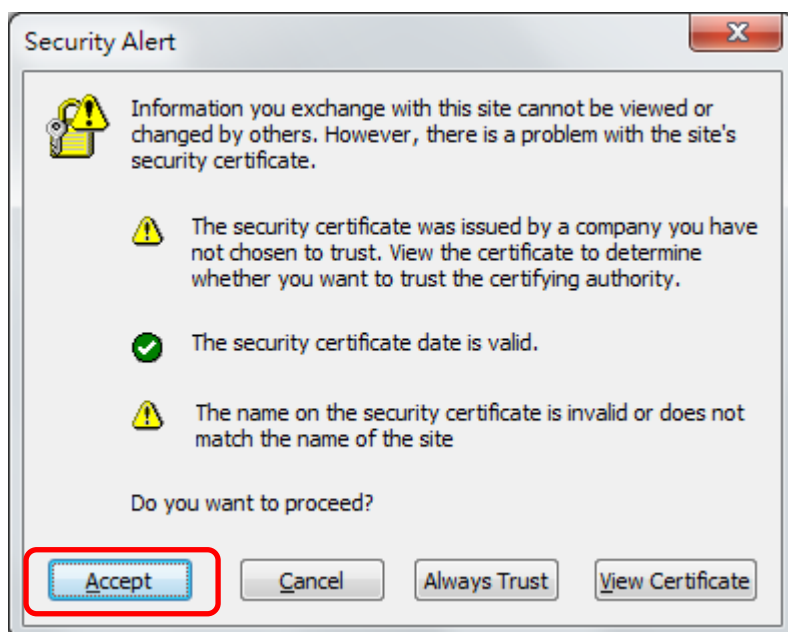 Security Alert
Information you exchange with this site cannot be viewed or
changed by others. However, there is a problem with the site's
security certificate.
The security certificate was issued by a company you have
not chosen to trust. View the certificate to determine
whether you want to trust the certifying authority.
The security certificate date is valid.
The name on the security certificate is invalid or does not
match the name of the site
Do you want to proceed?
Accept Cancel Always Trust View Certificate